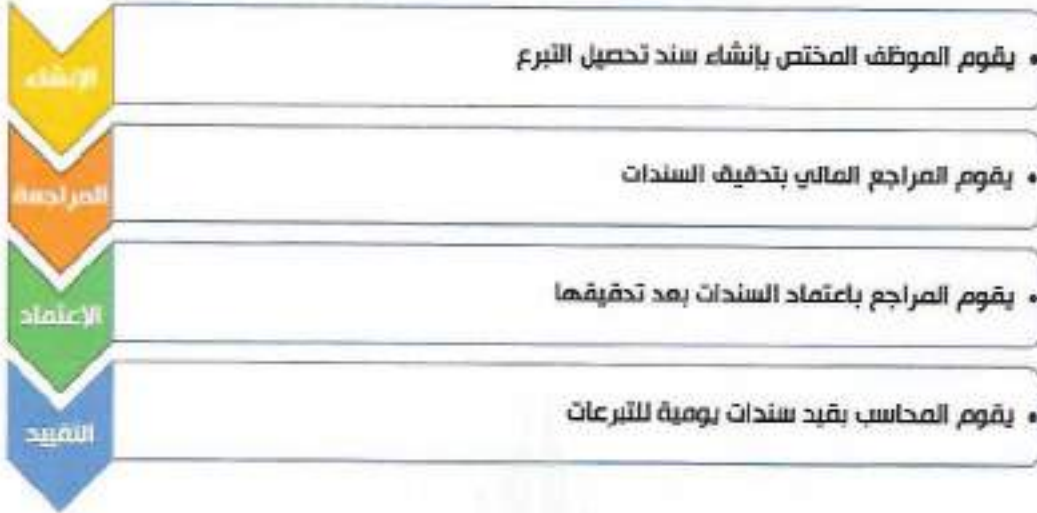 الإنشاء
• يقوم الموظف المختص بإنشاء سند تحصيل التبرع
المراجعة
• يقوم المراجع المالي بتدقيق السندات
الإعتماد
• يقوم المراجع باعتماد السندات بعد تدقيقها
التقييد
• يقوم المحاسب بقيد سندات يومية للتبرعات